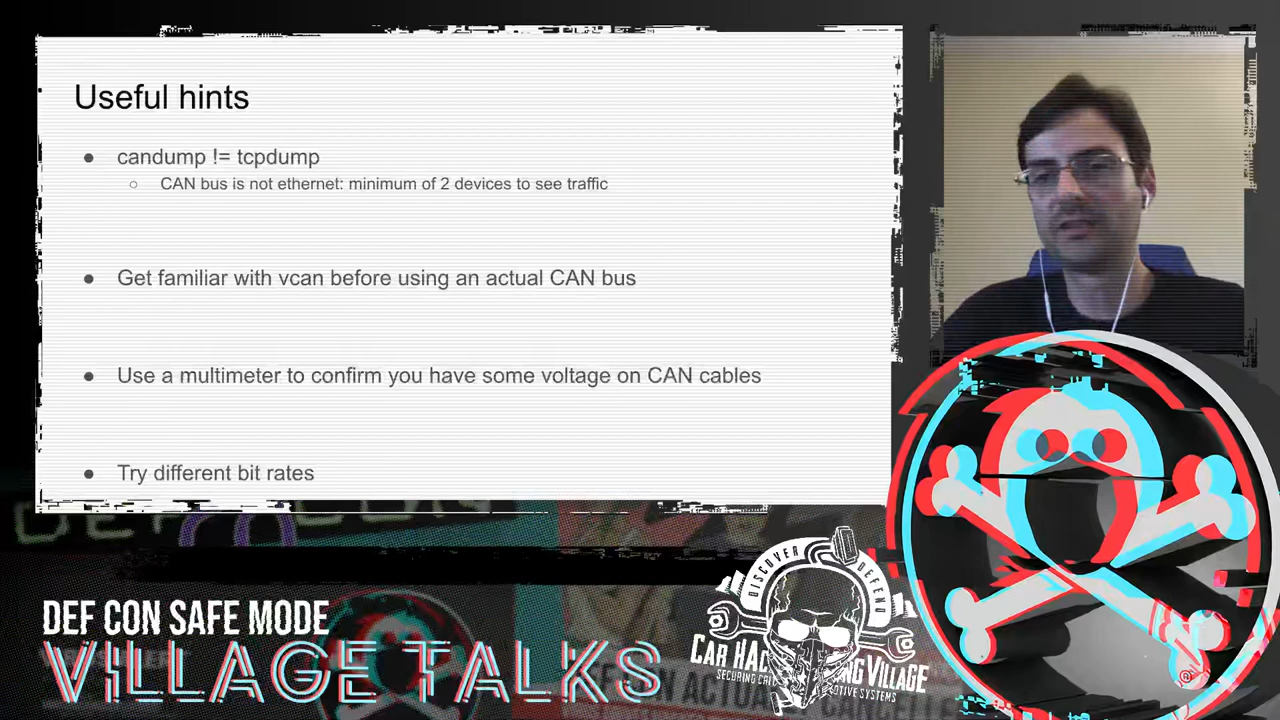 Useful hints
● candump != tcpdump
○ CAN bus is not ethernet: minimum of 2 devices to see traffic
● Get familiar with vcan before using an actual CAN bus
● Use a multimeter to confirm you have some voltage on CAN cables
● Try different bit rates
DEF CON SAFE MODE
VILLAGE TALKS
DISCOVER
DEFEND
CAR HACKING VILLAGE